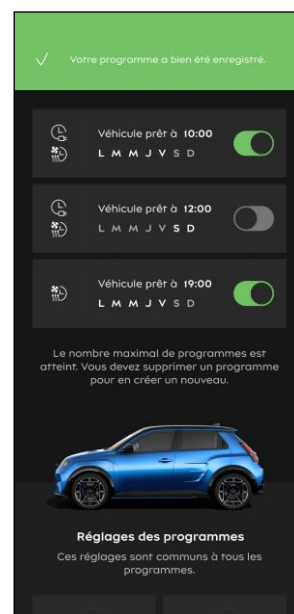 Votre programme a bien été enregistré.
Véhicule prêt à 10:00
L M M J V S D
Véhicule prêt à 12:00
L M M J V S D
Véhicule prêt à 19:00
L M M J V S D
Le nombre maximal de programmes est
atteint. Vous devez supprimer un programme
pour en créer un nouveau.
Réglages des programmes
Ces réglages sont communs à tous les
programmes.